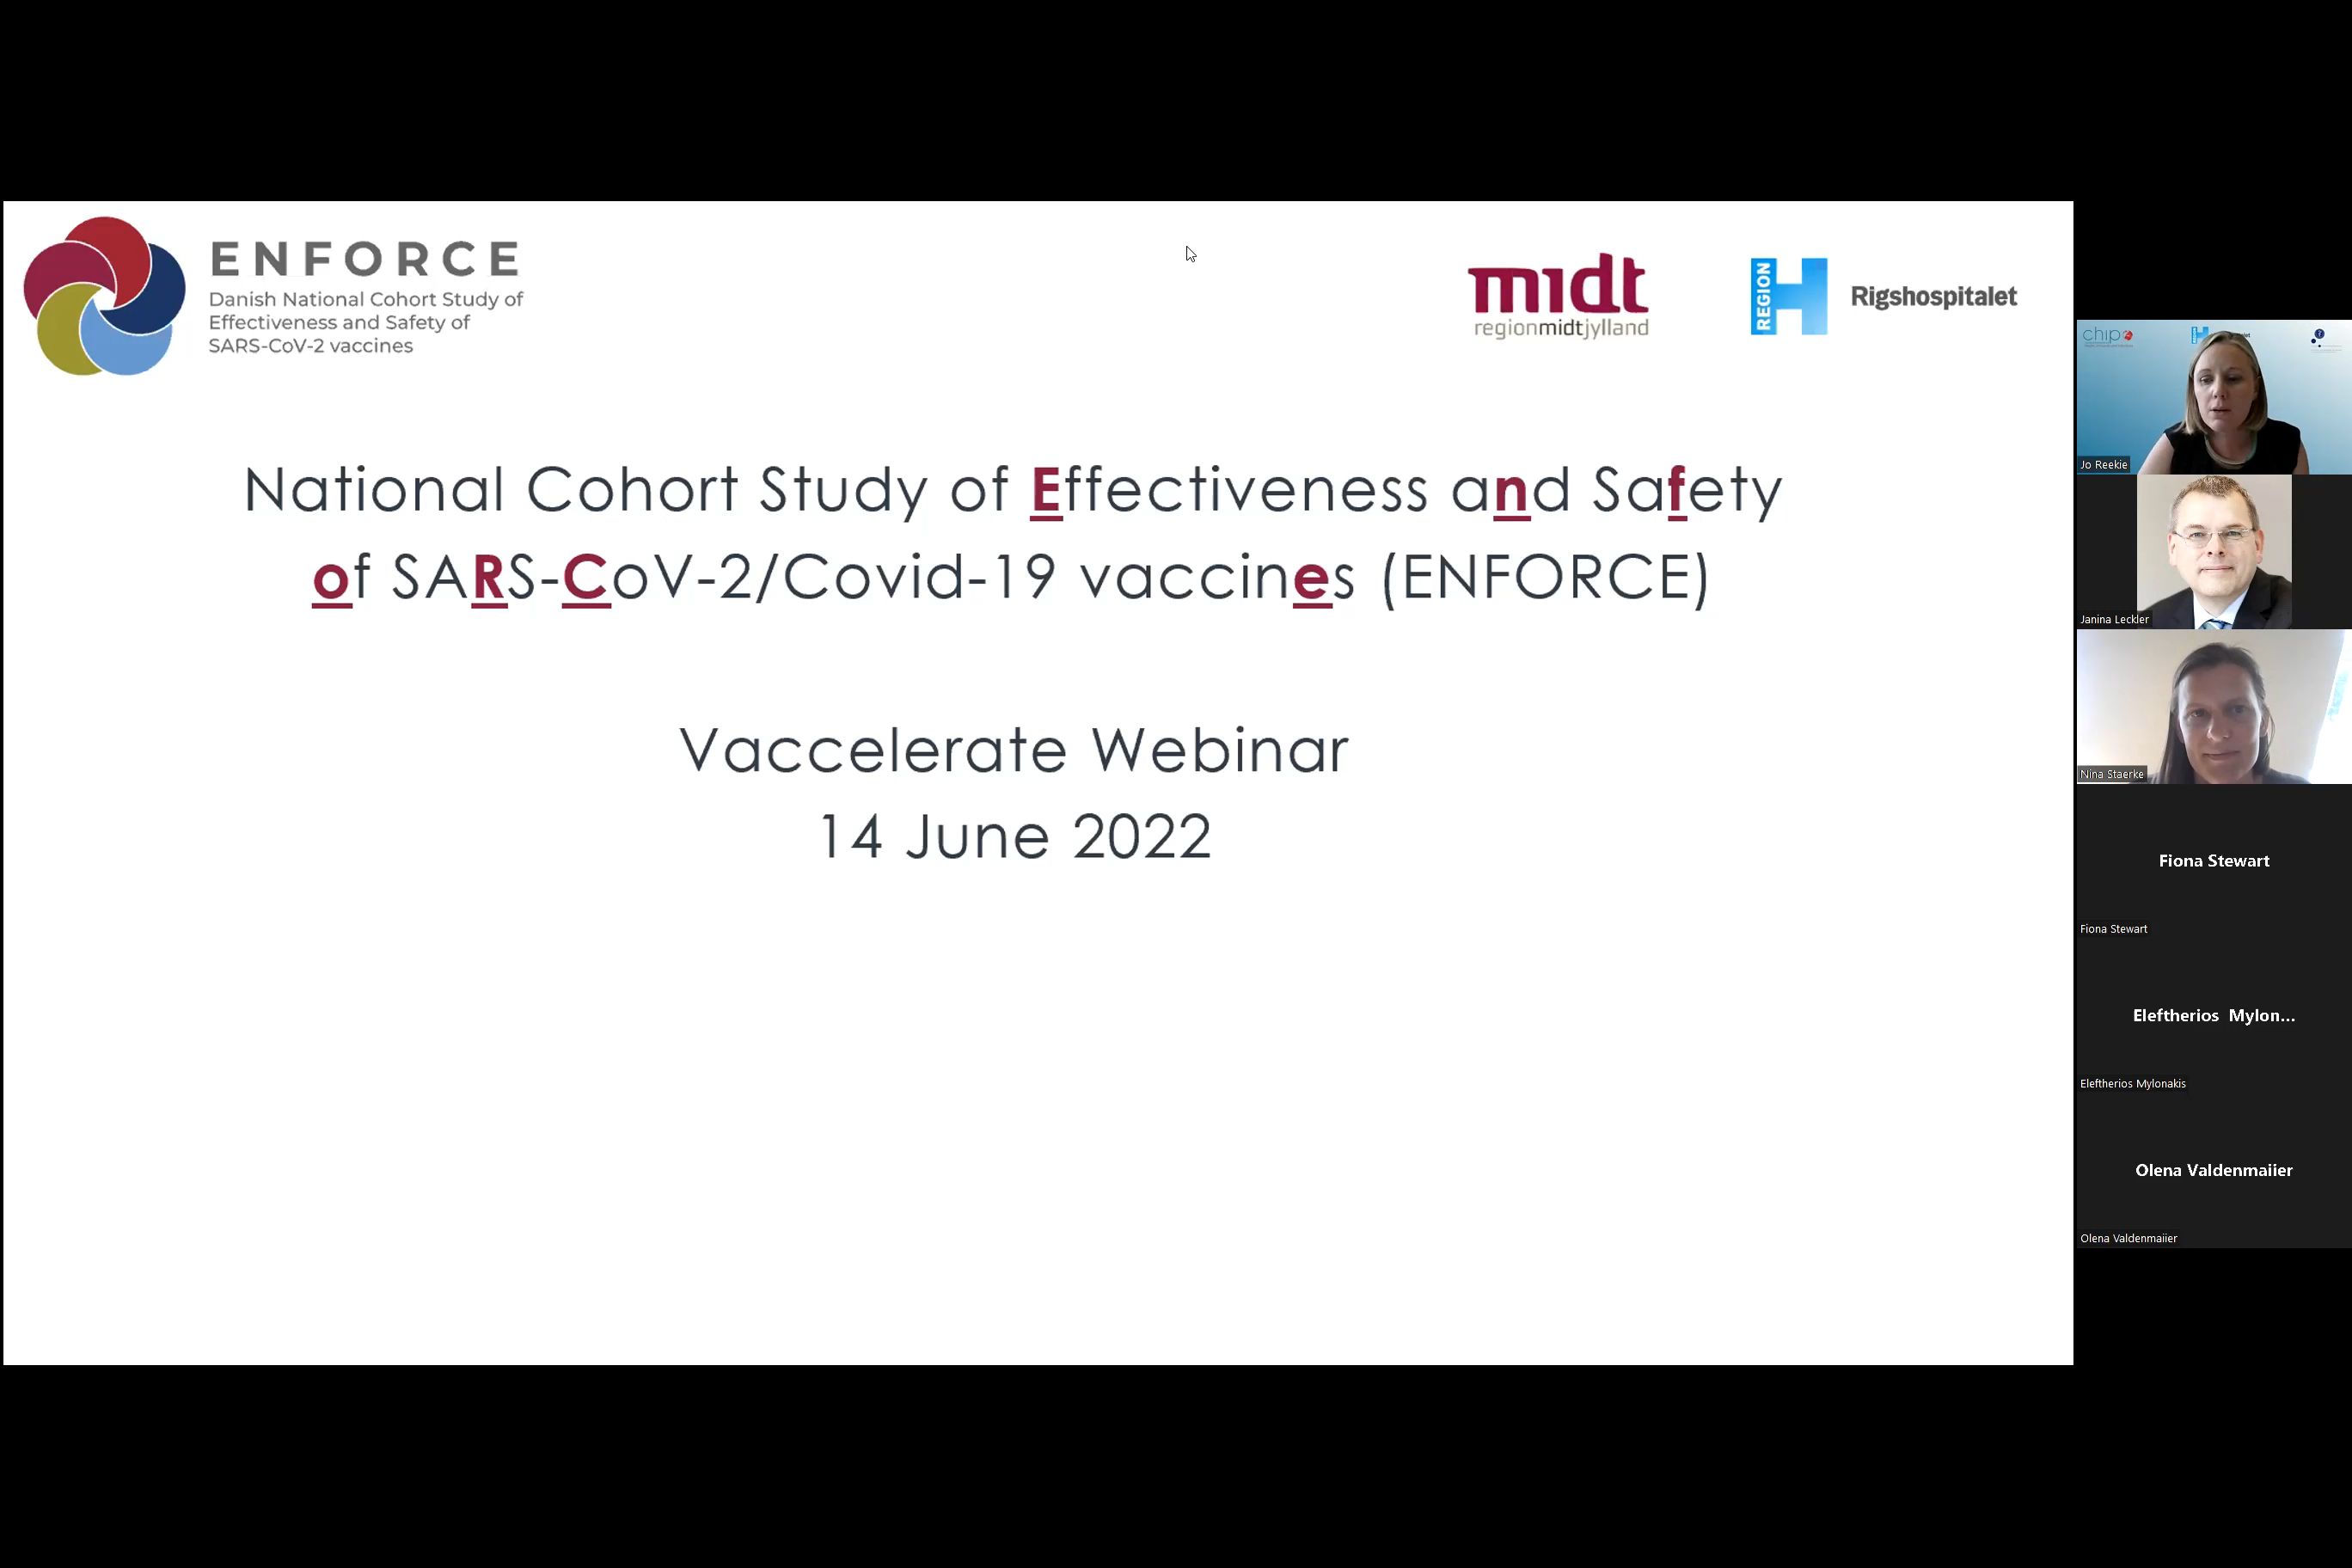 ENFORCE
Danish National Cohort Study of
Effectiveness and Safety of
SARS-CoV-2 vaccines
midt
regionmidtjylland
REGION
H
Rigshospitalet
National Cohort Study of Effectiveness and Safety
of SARS-CoV-2/Covid-19 vaccines (ENFORCE)
Vaccelerate Webinar
14 June 2022
chip
H
Jo Reekie
Janina Leckler
Nina Staerke
Fiona Stewart
Fiona Stewart
Eleftherios Mylon...
Eleftherios Mylonakis
Olena Valdenmaiier
Olena Valdenmaiier